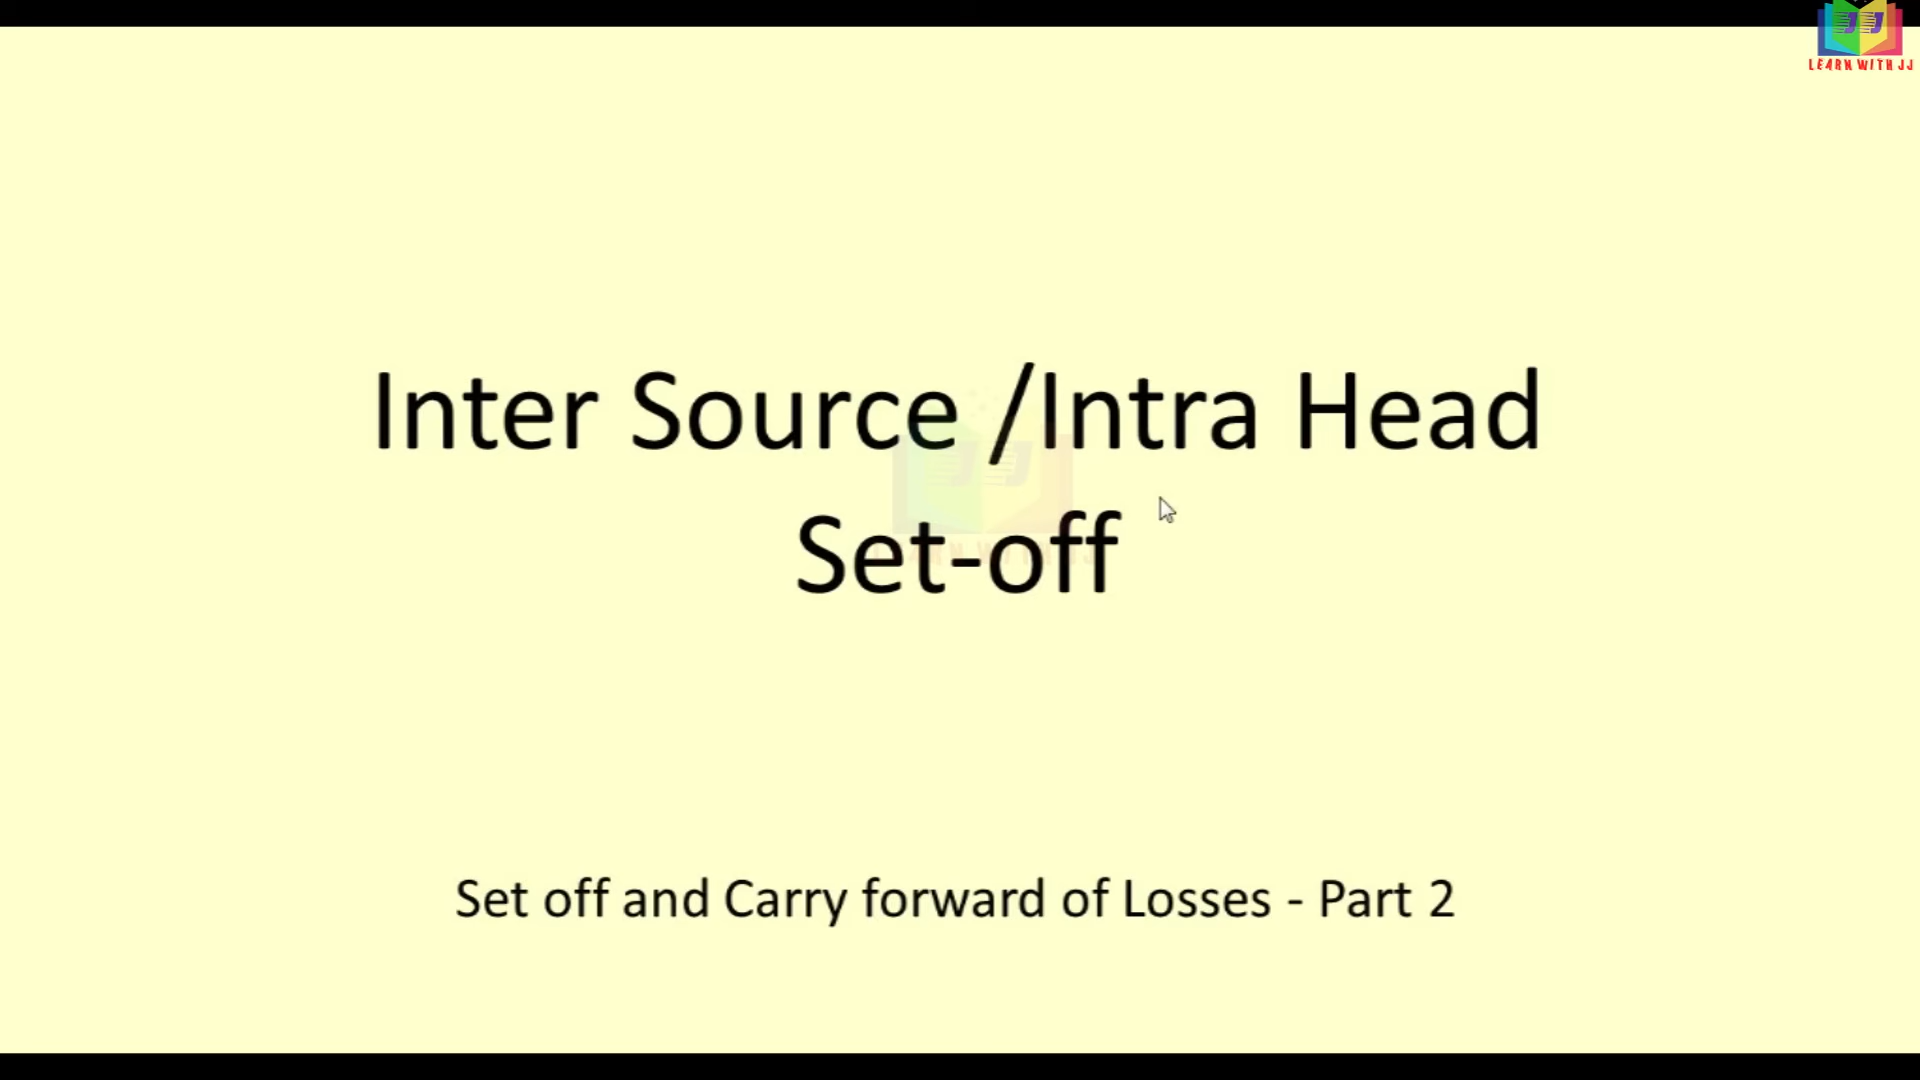 LEARN WITH JJ
Inter Source /Intra Head
Set-off
Set off and Carry forward of Losses - Part 2